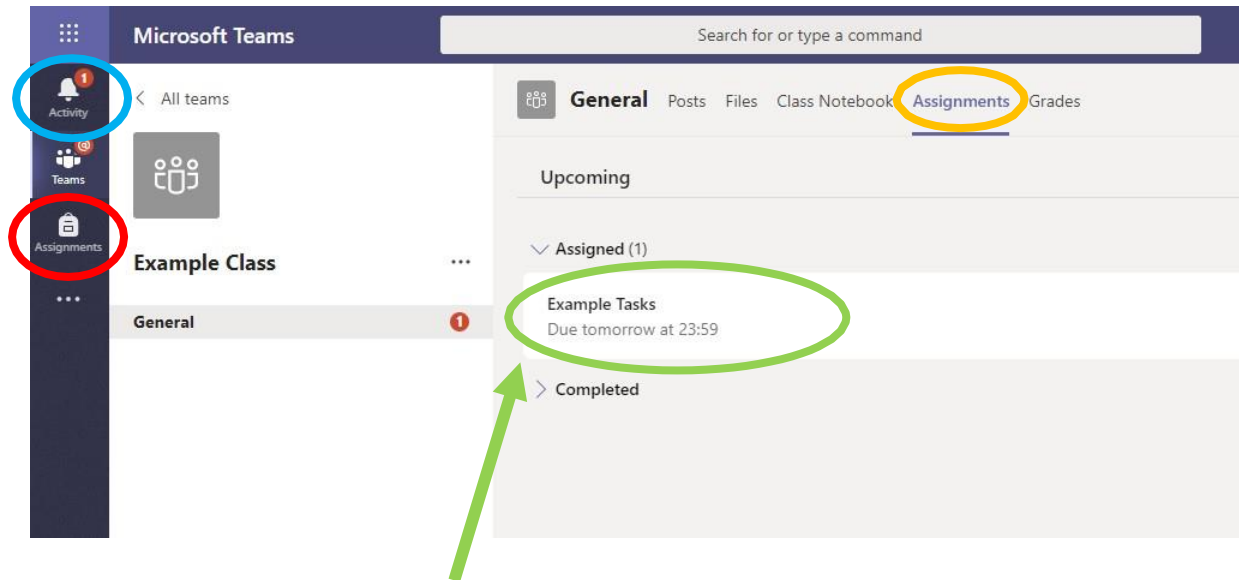 Microsoft Teams
Search for or type a command
1
Activity
@
Teams
Assignments
All teams
Example Class
General
1
General Posts Files Class Notebook Assignments Grades
Upcoming
Assigned (1)
Example Tasks
Due tomorrow at 23:59
Completed